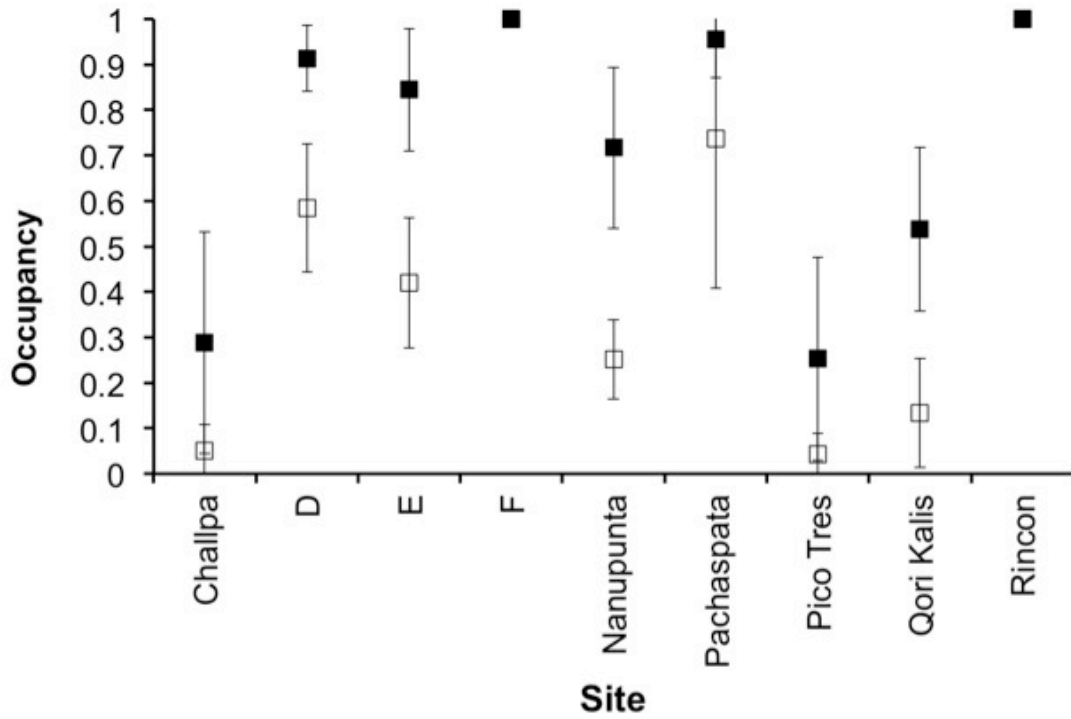 Occupancy
1
0.9
0.8
0.7
0.6
0.5
0.4
0.3
0.2
0.1
0
Challpa
D
E
F
Nanupunta
Pachaspata
Pico Tres
Qori Kalis
Rincon
Site